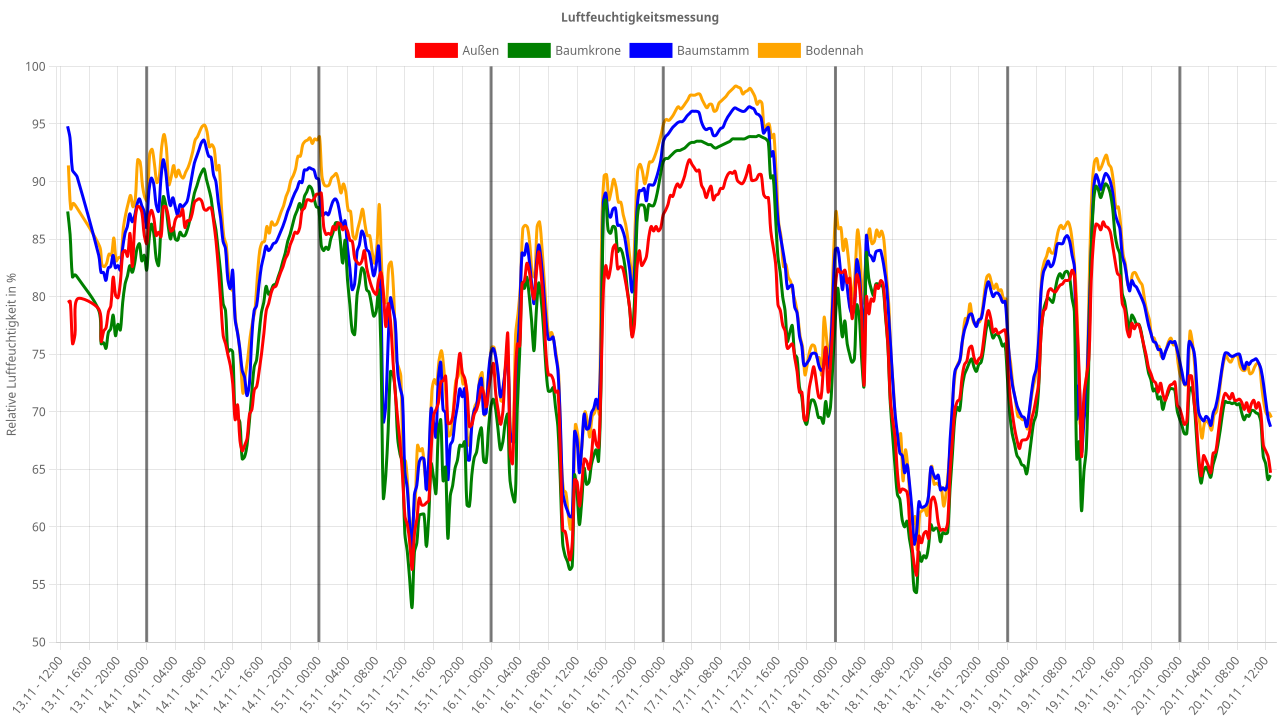 Luftfeuchtigkeitsmessung
Außen Baumkrone Baumstamm Bodennah
Relative Luftfeuchtigkeit in %
100
95
90
85
80
75
70
65
60
55
50
13.11 - 12:00
13.11 - 16:00
13.11 - 20:00
14.11 - 00:00
14.11 - 04:00
14.11 - 08:00
14.11 - 12:00
14.11 - 16:00
14.11 - 20:00
15.11 - 00:00
15.11 - 04:00
15.11 - 08:00
15.11 - 12:00
15.11 - 16:00
15.11 - 20:00
16.11 - 00:00
16.11 - 04:00
16.11 - 08:00
16.11 - 12:00
16.11 - 16:00
16.11 - 20:00
17.11 - 00:00
17.11 - 04:00
17.11 - 08:00
17.11 - 12:00
17.11 - 16:00
17.11 - 20:00
18.11 - 00:00
18.11 - 04:00
18.11 - 08:00
18.11 - 12:00
18.11 - 16:00
18.11 - 20:00
19.11 - 00:00
19.11 - 04:00
19.11 - 08:00
19.11 - 12:00
19.11 - 16:00
19.11 - 20:00
20.11 - 00:00
20.11 - 04:00
20.11 - 08:00
20.11 - 12:00